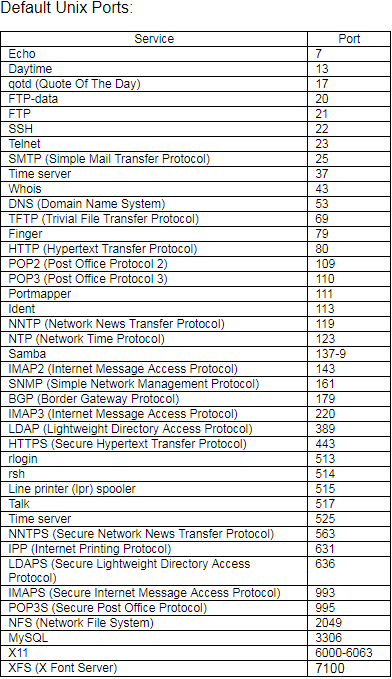 Default Unix Ports:
Service Port
Echo 7
Daytime 13
qotd (Quote Of The Day) 17
FTP-data 20
FTP 21
SSH 22
Telnet 23
SMTP (Simple Mail Transfer Protocol) 25
Time server 37
Whois 43
DNS (Domain Name System) 53
TFTP (Trivial File Transfer Protocol) 69
Finger 79
HTTP (Hypertext Transfer Protocol) 80
POP2 (Post Office Protocol 2) 109
POP3 (Post Office Protocol 3) 110
Portmapper 111
Ident 113
NNTP (Network News Transfer Protocol) 119
NTP (Network Time Protocol) 123
Samba 137-9
IMAP2 (Internet Message Access Protocol) 143
SNMP (Simple Network Management Protocol) 161
BGP (Border Gateway Protocol) 179
IMAP3 (Internet Message Access Protocol) 220
LDAP (Lightweight Directory Access Protocol) 389
HTTPS (Secure Hypertext Transfer Protocol) 443
rlogin 513
rsh 514
Line printer (lpr) spooler 515
Talk 517
Time server 525
NNTPS (Secure Network News Transfer Protocol) 563
IPP (Internet Printing Protocol) 631
LDAPS (Secure Lightweight Directory Access 636
Protocol)
IMAPS (Secure Internet Message Access Protocol) 993
POP3S (Secure Post Office Protocol) 995
NFS (Network File System) 2049
MySQL 3306
X11 6000-6063
XFS (X Font Server) 7100